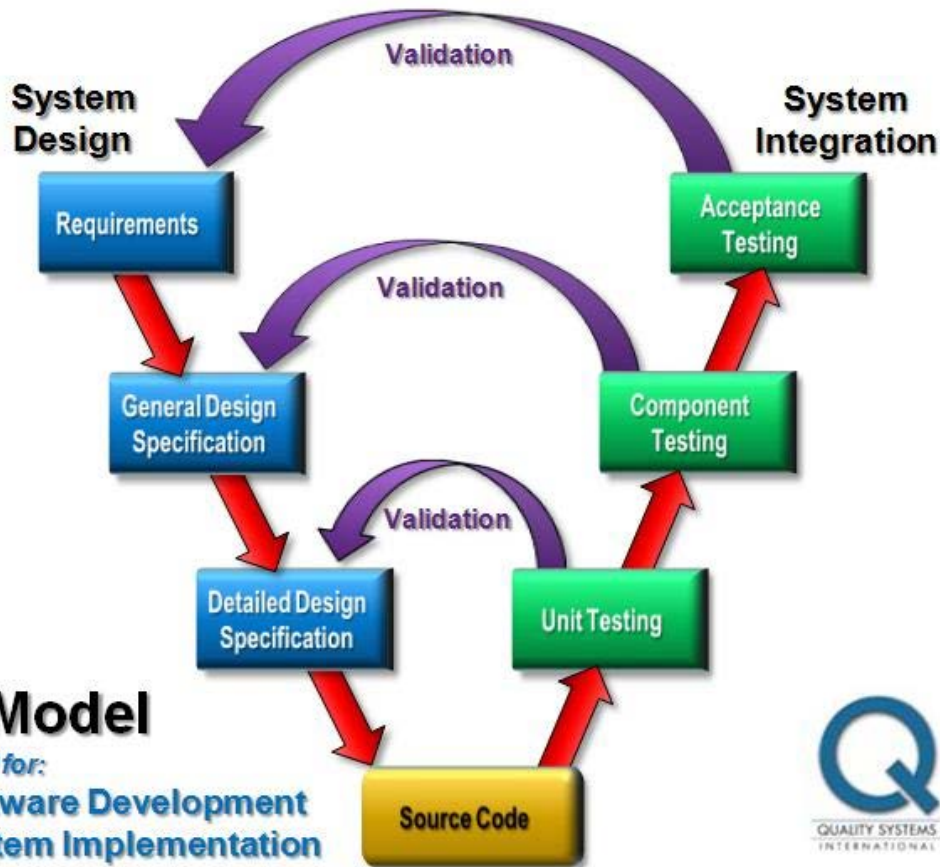 Validation
System
Design
System
Integration
Requirements
Acceptance
Testing
Validation
General Design
Specification
Component
Testing
Validation
Detailed Design
Specification
Unit Testing
Model
for:
ware Development
tem Implementation
Source Code
Q
QUALITY SYSTEMS
INTERNATIONAL